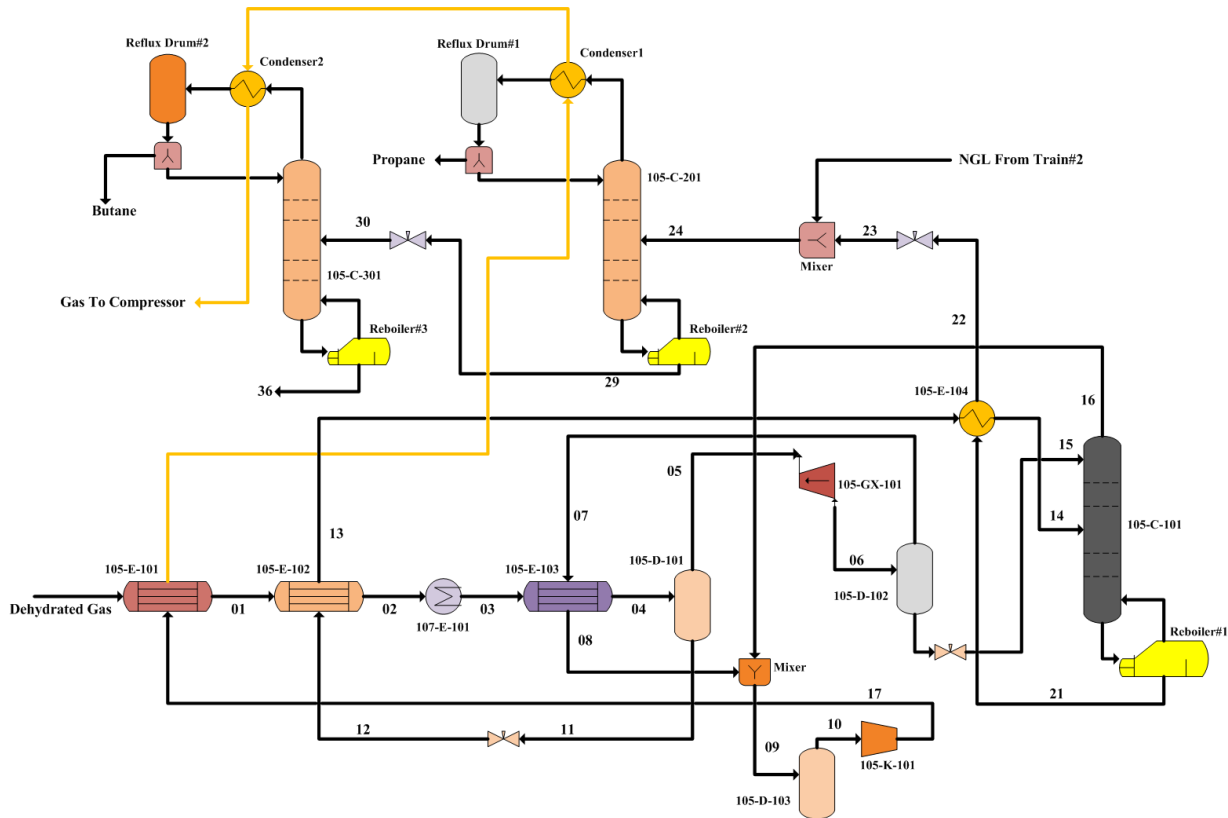 Reflux Drum#2
Condenser2
Reflux Drum#1
Condenser1
Propane
NGL From Train#2
105-C-201
Butane
30
24
23
Mixer
105-C-301
Gas To Compressor
Reboiler#3
Reboiler#2
22
36
29
105-E-104
16
15
05
105-GX-101
14
105-C-101
07
13
06
105-E-101
105-E-102
105-E-103
105-D-101
105-D-102
Dehydrated Gas
01
02
03
04
107-E-101
08
Reboiler#1
Mixer
17
21
12
11
10
09
105-K-101
105-D-103